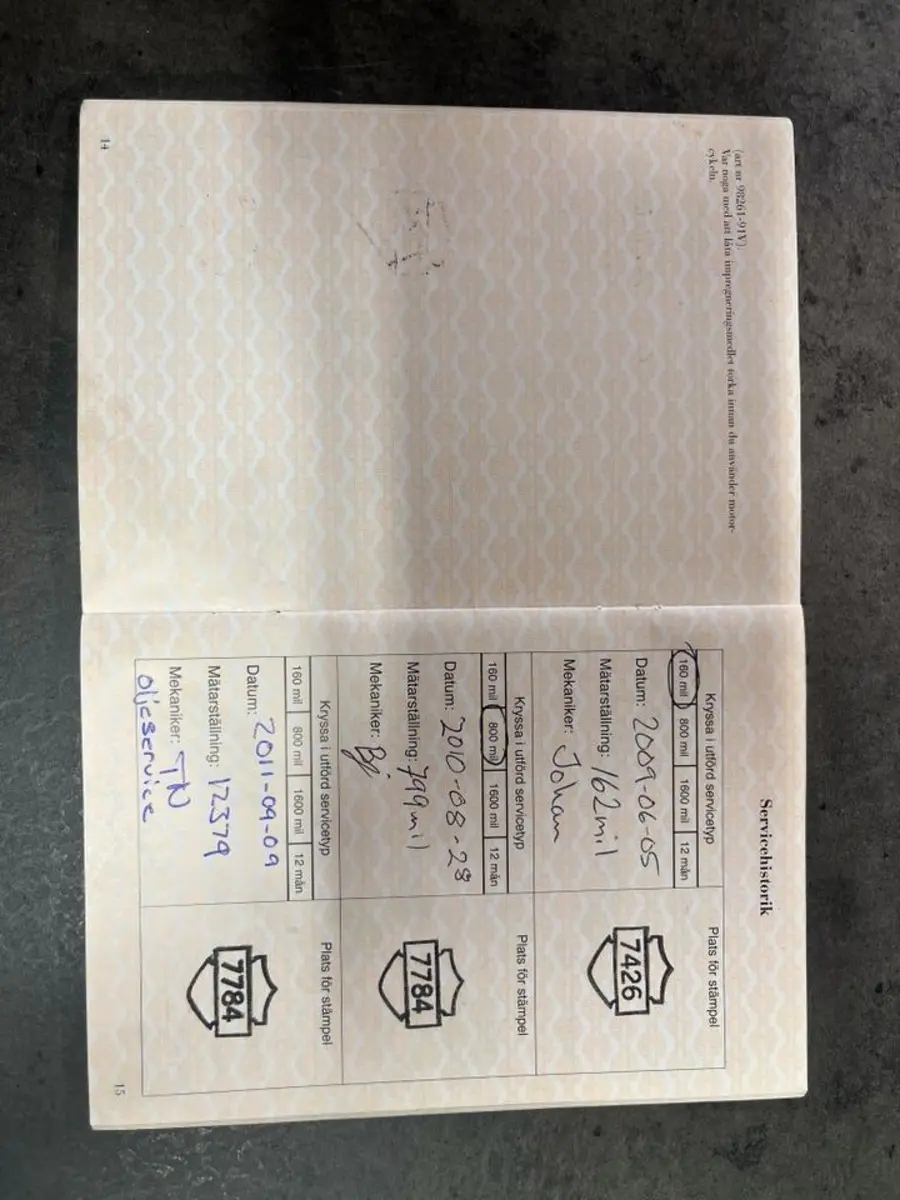 (art nr 98261-91V).
Var noga med att låta impregneringsmedlet torka innan du använder motor-
cykeln.
14
Servicehistorik
Kryssa i utförd servicetyp
Plats för stämpel
160 mil 800 mil 1600 mil 12 mån
Datum: 2009-06-05
Mätarställning: 162mil
Mekaniker: Johan
7426
Kryssa i utförd servicetyp
Plats för stämpel
160 mil 800 mil 1600 mil 12 mån
Datum: 2010-08-28
Mätarställning: 799mil
Mekaniker:
7784
Kryssa i utförd servicetyp
Plats för stämpel
160 mil 800 mil 1600 mil 12 mån
Datum: 2011-09-09
Mätarställning: 12379
Mekaniker: TN
oljeservice
7784
15